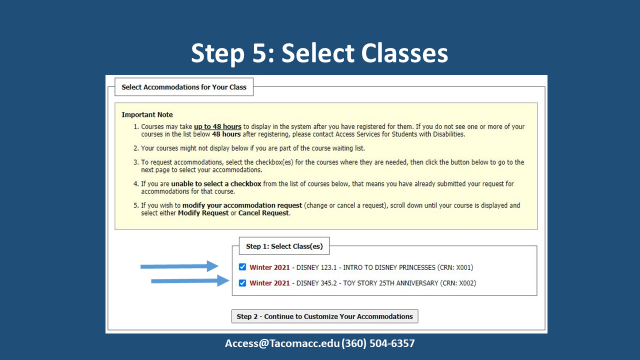 Step 5: Select Classes
Select Accommodations for Your Class
Important Note
1. Courses may take up to 48 hours to display in the system after you have registered for them. If you do not see one or more of your
courses in the list below 48 hours after registering, please contact Access Services for Students with Disabilities.
2. Your courses might not display below if you are part of the course waiting list.
3. To request accommodations, select the checkbox(es) for the courses where they are needed, then click the button below to go to the
next page to select your accommodations.
4. If you are unable to select a checkbox from the list of courses below, that means you have already submitted your request for
accommodations for that course.
5. If you wish to modify your accommodation request (change or cancel a request), scroll down until your course is displayed and
select either Modify Request or Cancel Request.
Step 1: Select Class(es)
Winter 2021 - DISNEY 123.1 - INTRO TO DISNEY PRINCESSES (CRN: X001)
Winter 2021 - DISNEY 345.2 - TOY STORY 25TH ANNIVERSARY (CRN: X002)
Step 2 - Continue to Customize Your Accommodations
Access@Tacomacc.edu (360) 504-6357